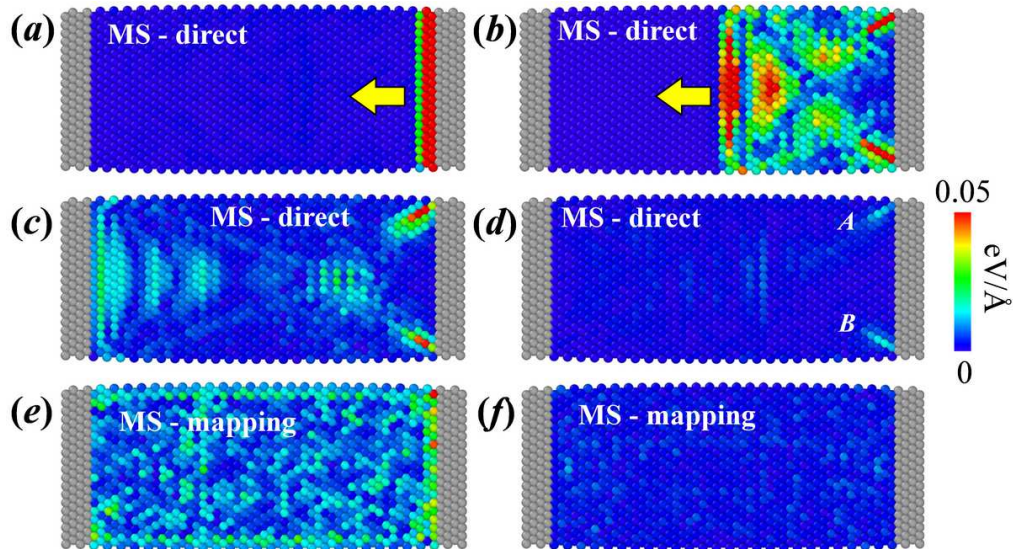 (a) MS - direct
(b) MS - direct
(c) MS - direct
(d) MS - direct
A
B
0.05
eV/Å
0
(e) MS - mapping
(f) MS - mapping